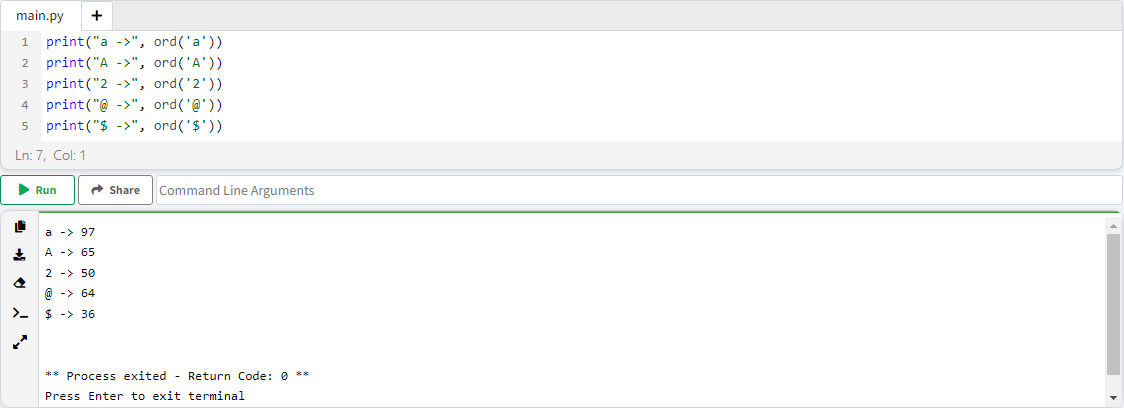 main.py +
1 print("a ->", ord('a'))
2 print("A ->", ord('A'))
3 print("2 ->", ord('2'))
4 print("@ ->", ord('@'))
5 print("$ ->", ord('$'))
Ln: 7, Col: 1
Run Share Command Line Arguments
a -> 97
A -> 65
2 -> 50
@ -> 64
$ -> 36
** Process exited - Return Code: 0 **
Press Enter to exit terminal